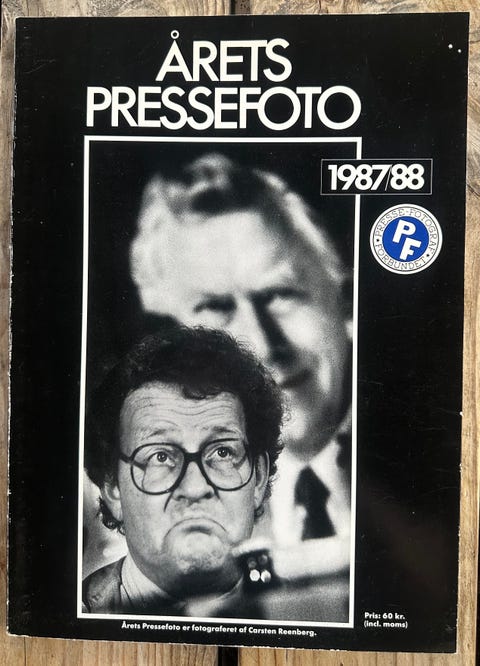 ÅRETS
PRESSEFOTO
1987/88
PRESSE-FOTOGRAF
FORBUNDET
PF
Pris: 60 kr.
(incl. moms)
Årets Pressefoto er fotograferet af Carsten Reenberg.